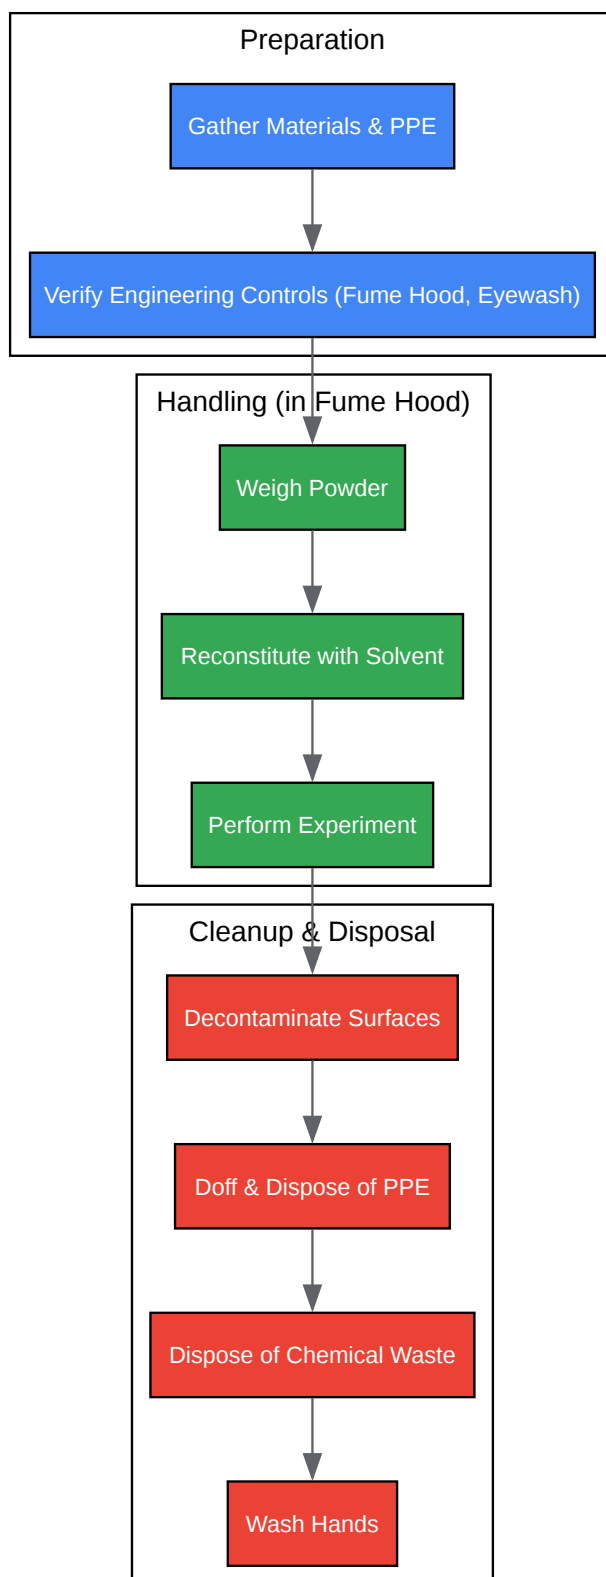 Preparation
Gather Materials & PPE
Verify Engineering Controls (Fume Hood, Eyewash)
Handling (in Fume Hood)
Weigh Powder
Reconstitute with Solvent
Perform Experiment
Cleanup & Disposal
Decontaminate Surfaces
Doff & Dispose of PPE
Dispose of Chemical Waste
Wash Hands